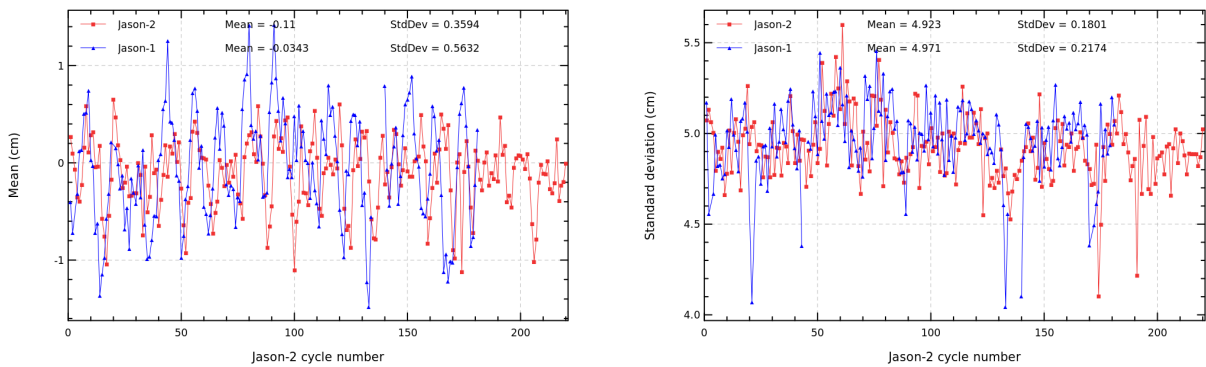 Jason-2 Mean = -0.11 StdDev = 0.3594
Jason-1 Mean = -0.0343 StdDev = 0.5632
1
0
-1
Mean (cm)
0 50 100 150 200
Jason-2 cycle number
Jason-2 Mean = 4.923 StdDev = 0.1801
Jason-1 Mean = 4.971 StdDev = 0.2174
5.5
5.0
4.5
4.0
Standard deviation (cm)
0 50 100 150 200
Jason-2 cycle number